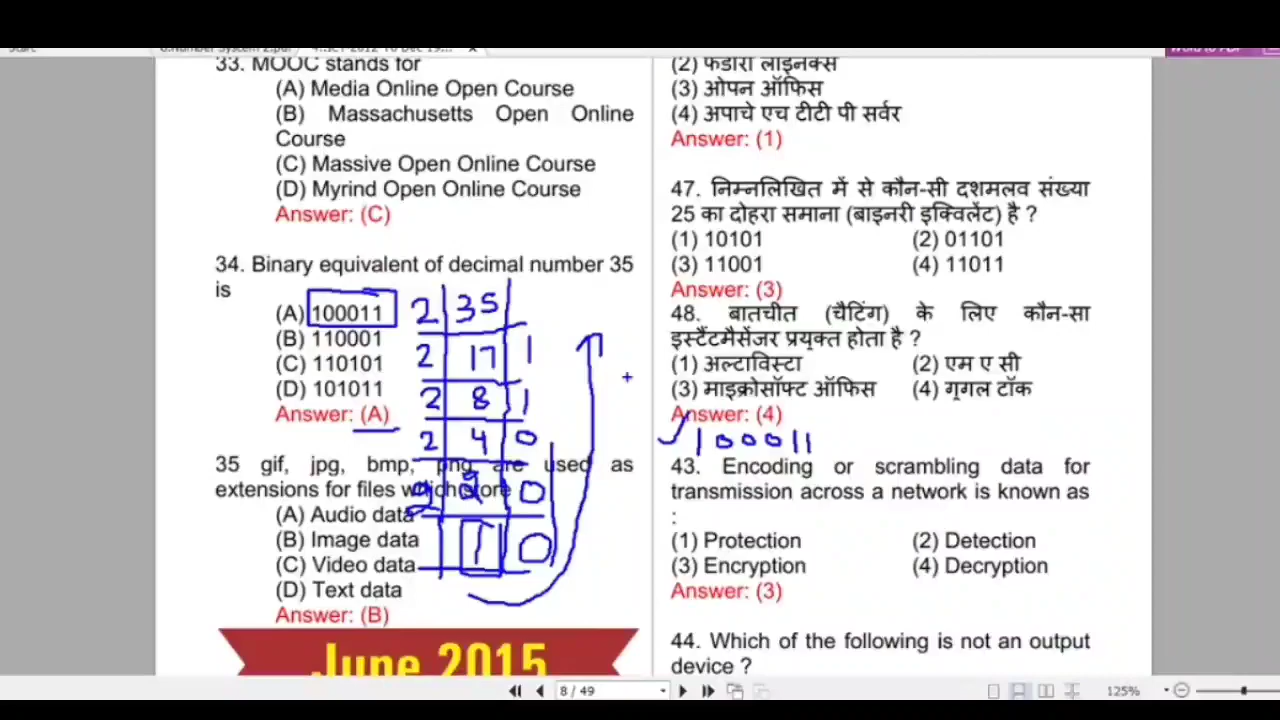 33. MOOC stands for
(A) Media Online Open Course
(B) Massachusetts Open Online
Course
(C) Massive Open Online Course
(D) Myrind Open Online Course
Answer: (C)
34. Binary equivalent of decimal number 35
is
(A) 100011
(B) 110001
(C) 110101
(D) 101011
Answer: (A)
2 35
2 17 1
2 8 1
2 4 0
2 2 0
1 0
35 gif, jpg, bmp, png are used as
extensions for files which store
(A) Audio data
(B) Image data
(C) Video data
(D) Text data
Answer: (B)
June 2015
(2) फेडोरा लाइनक्स
(3) ओपन ऑफिस
(4) अपाचे एच टीटी पी सर्वर
Answer: (1)
47. निम्नलिखित में से कौन-सी दशमलव संख्या
25 का दोहरा समाना (बाइनरी इक्विलेंट) है ?
(1) 10101 (2) 01101
(3) 11001 (4) 11011
Answer: (3)
48. बातचीत (चैटिंग) के लिए कौन-सा
इस्टैंटमैसेंजर प्रयुक्त होता है ?
(1) अल्टाविस्टा (2) एम ए सी
(3) माइक्रोसॉफ्ट ऑफिस (4) गूगल टॉक
Answer: (4)
100011
43. Encoding or scrambling data for
transmission across a network is known as
:
(1) Protection (2) Detection
(3) Encryption (4) Decryption
Answer: (3)
44. Which of the following is not an output
device ?
8 / 49
125%